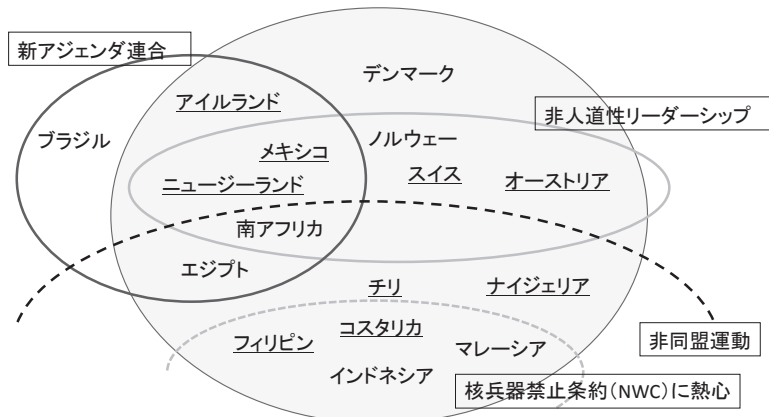 新アジェンダ連合
デンマーク
アイルランド
非人道性リーダーシップ
ブラジル
ノルウェー
メキシコ
スイス
オーストリア
ニュージーランド
南アフリカ
エジプト
チリ
ナイジェリア
コスタリカ
フィリピン
マレーシア
非同盟運動
インドネシア
核兵器禁止条約(NWC)に熱心